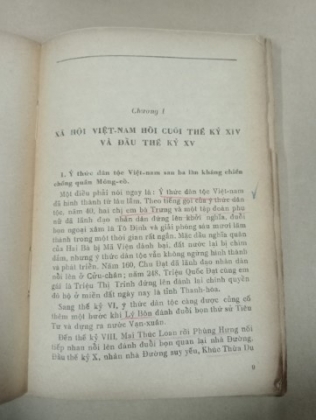 Chương I
XÃ HỘI VIỆT-NAM HỒI CUỐI THẾ KỶ XIV
VÀ ĐẦU THẾ KỶ XV
1. Ý thức dân tộc Việt-nam sau ba lần kháng chiến
chống quân Mông-cổ.
Một điều phải nói ngay là: Ý thức dân tộc Việt-nam
đã hình thành từ lâu lắm. Theo tiếng gọi của ý thức dân
tộc, năm 40, hai chị em bà Trưng và một tập đoàn phụ
nữ đã lãnh đạo nhân dân đứng lên khởi nghĩa, đuổi
bọn ngoại xâm là Tô Định và giải phóng sáu mươi lăm
thành trong một thời gian rất ngắn. Mặc dầu nghĩa quân
của Hai Bà bị Mã Viện đánh bại, đất nước lại bị chìm
đắm, nhưng ý thức dân tộc vẫn không ngừng hình thành
và phát triển. Năm 160, Chu Đạt đã lãnh đạo nhân dân
nổi lên ở Cửu-chân; năm 248, Triệu Quốc Đạt cùng em
gái là Triệu Thị Trinh đứng lên đánh lại chính quyền
đô hộ ở miền đất ngày nay là tỉnh Thanh-hóa.
Sang thế kỷ VI, ý thức dân tộc càng được củng cố
thêm một bước khi Lý Bôn đánh đuổi bọn thứ sử Tiêu
Tư và dựng ra nước Vạn-xuân.
Đến thế kỷ VIII, Mai Thúc Loan rồi Phùng Hưng nối
tiếp nhau nổi lên đánh đuổi bọn quan lại nhà Đường.
Đầu thế kỷ X, nhân nhà Đường suy yếu, Khúc Thừa Dụ
9